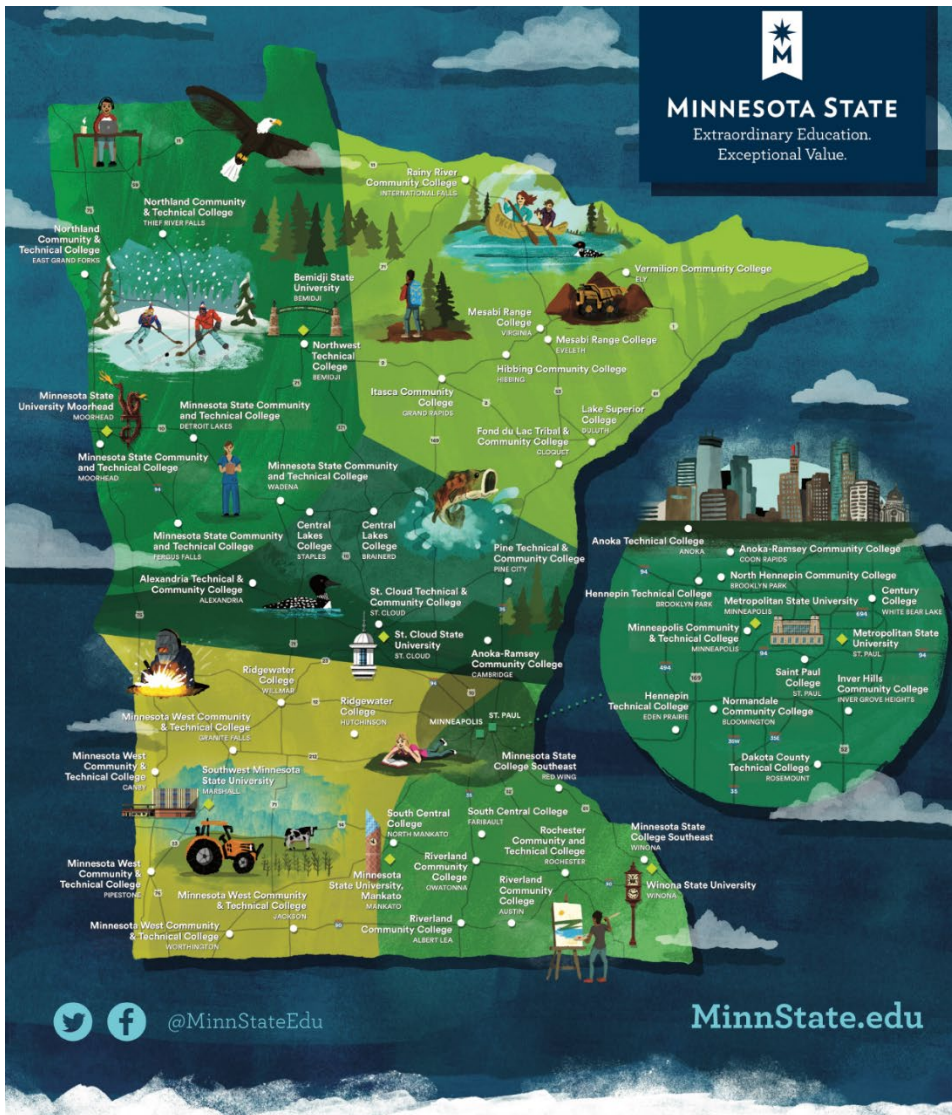 MINNESOTA STATE
Extraordinary Education.
Exceptional Value.
Rainy River
Community College
INTERNATIONAL FALLS
Northland Community
& Technical College
THIEF RIVER FALLS
Northland
Community &
Technical College
EAST GRAND FORKS
Bemidji State
University
BEMIDJI
Vermilion Community College
ELY
Mesabi Range
College
VIRGINIA
Mesabi Range College
EVELETH
Northwest
Technical
College
BEMIDJI
Hibbing Community College
HIBBING
Itasca Community
College
GRAND RAPIDS
Minnesota State
University Moorhead
MOORHEAD
Minnesota State Community
and Technical College
DETROIT LAKES
Lake Superior
College
DULUTH
Fond du Lac Tribal &
Community College
CLOQUET
Minnesota State Community
and Technical College
MOORHEAD
Minnesota State Community
and Technical College
WADENA
Minnesota State Community
and Technical College
FERGUS FALLS
Central
Lakes
College
STAPLES
Central
Lakes
College
BRAINERD
Pine Technical &
Community College
PINE CITY
Alexandria Technical &
Community College
ALEXANDRIA
St. Cloud Technical &
Community College
ST. CLOUD
St. Cloud State
University
ST. CLOUD
Anoka-Ramsey
Community College
CAMBRIDGE
Ridgewater
College
WILLMAR
Ridgewater
College
HUTCHINSON
MINNEAPOLIS
ST. PAUL
Minnesota West Community
& Technical College
GRANITE FALLS
Minnesota West
Community &
Technical College
CANBY
Southwest Minnesota
State University
MARSHALL
Minnesota State
College Southeast
RED WING
South Central
College
NORTH MANKATO
South Central College
FARIBAULT
Rochester
Community and
Technical College
ROCHESTER
Minnesota State
College Southeast
WINONA
Minnesota West
Community &
Technical College
PIPESTONE
Minnesota
State University,
Mankato
MANKATO
Riverland
Community
College
OWATONNA
Riverland
Community
College
AUSTIN
Winona State University
WINONA
Minnesota West Community
& Technical College
JACKSON
Minnesota West Community
& Technical College
WORTHINGTON
Riverland
Community College
ALBERT LEA
Anoka Technical College
ANOKA
Anoka-Ramsey Community College
COON RAPIDS
North Hennepin Community College
BROOKLYN PARK
Hennepin Technical College
BROOKLYN PARK
Metropolitan State University
MINNEAPOLIS
Century
College
WHITE BEAR LAKE
Minneapolis Community
& Technical College
MINNEAPOLIS
Metropolitan State
University
ST. PAUL
Saint Paul
College
ST. PAUL
Inver Hills
Community College
INVER GROVE HEIGHTS
Hennepin
Technical College
EDEN PRAIRIE
Normandale
Community College
BLOOMINGTON
Dakota County
Technical College
ROSEMOUNT
@MinnStateEdu
MinnState.edu